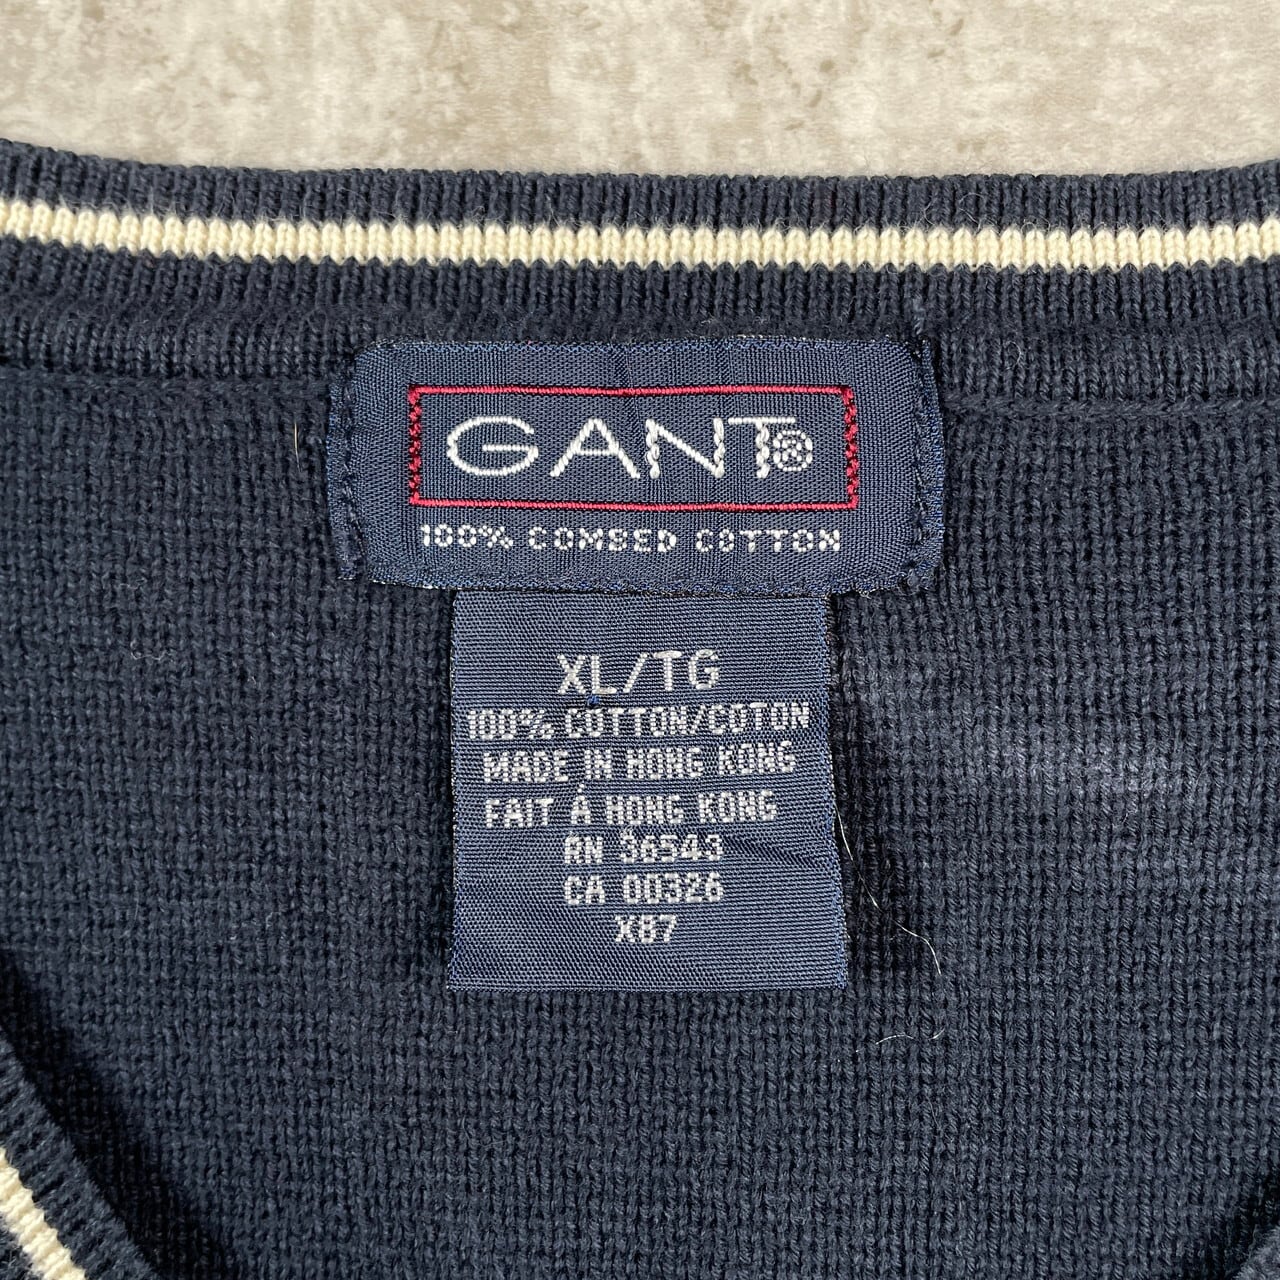 GANT®
100% COMBED COTTON
XL/TG
100% COTTON/COTON
MADE IN HONG KONG
FAIT À HONG KONG
RN 36543
CA 00326
X87